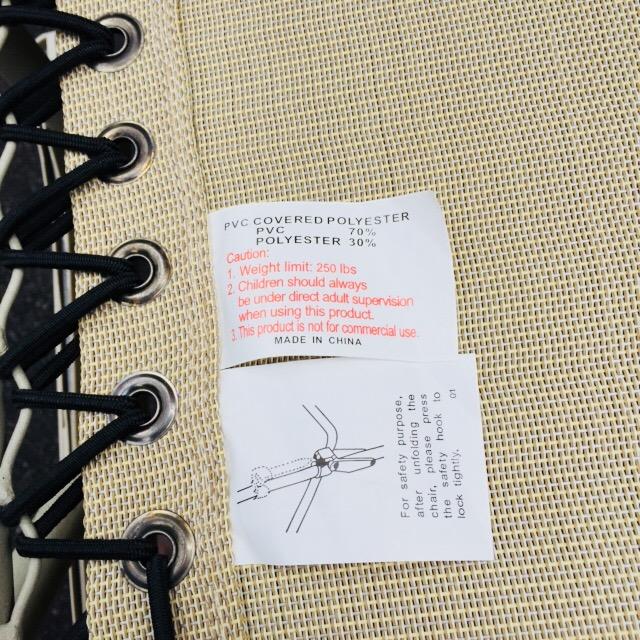 PVC COVERED POLYESTER
PVC 70%
POLYESTER 30%
Caution:
1. Weight limit: 250 lbs
2. Children should always
be under direct adult supervision
when using this product.
3. This product is not for commercial use.
MADE IN CHINA
For safety purpose,
after unfolding the
chair, please press
the safety hook to
lock tightly.
01